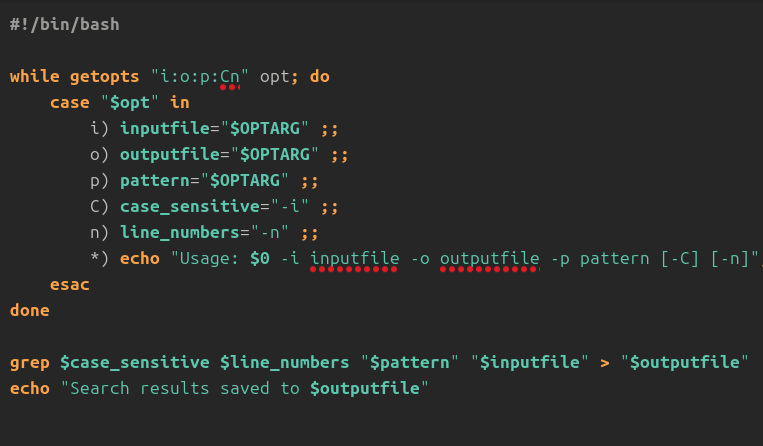 #!/bin/bash
while getopts "i:o:p:Cn" opt; do
    case "$opt" in
        i) inputfile="$OPTARG" ;;
        o) outputfile="$OPTARG" ;;
        p) pattern="$OPTARG" ;;
        C) case_sensitive="-i" ;;
        n) line_numbers="-n" ;;
        *) echo "Usage: $0 -i inputfile -o outputfile -p pattern [-C] [-n]"
    esac
done
grep $case_sensitive $line_numbers "$pattern" "$inputfile" > "$outputfile"
echo "Search results saved to $outputfile"